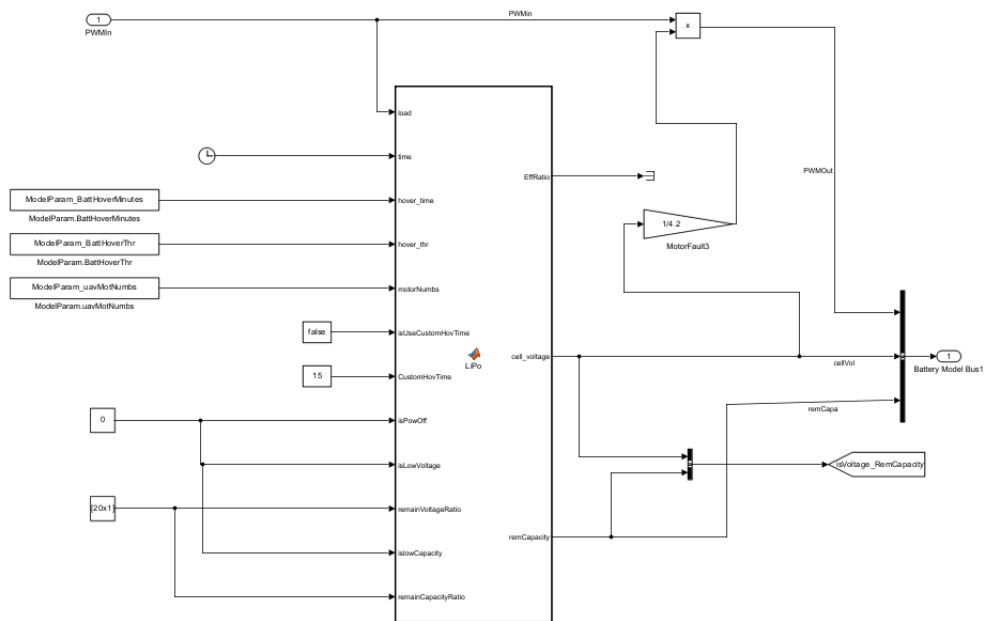 1
PWMIn
PWMin
x
load
time
EffRatio
ModelParam_BattHoverMinutes
ModelParam.BattHoverMinutes
hover_time
PWMOut
1/4.2
MotorFault3
ModelParam_BattHoverThr
ModelParam.BattHoverThr
hover_thr
ModelParam_uavMotNumbs
ModelParam.uavMotNumbs
motorNumbs
false
isUseCustomHovTime
LiPo
cell_voltage
cellVol
1
Battery Model Bus1
15
CustomHovTime
remCapa
0
isPowOff
isLowVoltage
isVoltage_RemCapacity
[20x1]
remainVoltageRatio
remCapacity
islowCapacity
remainCapacityRatio